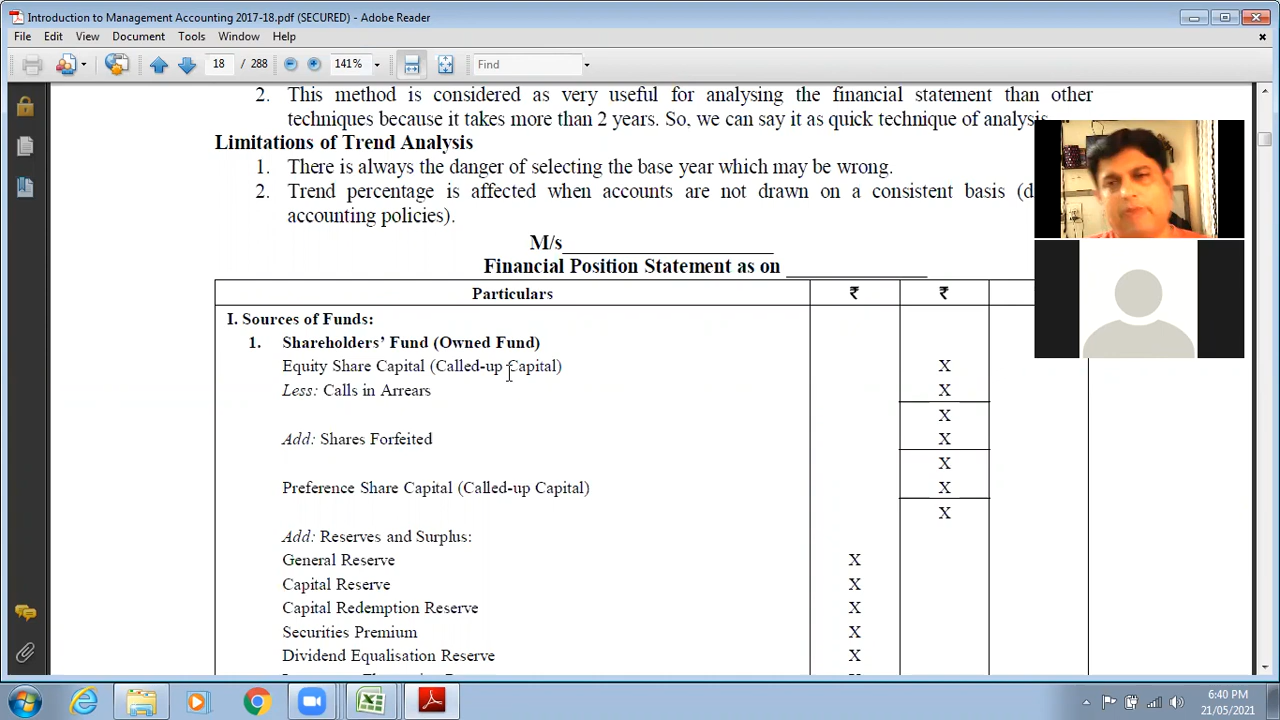 Introduction to Management Accounting 2017-18.pdf (SECURED) - Adobe Reader
File Edit View Document Tools Window Help
18 / 288 141% Find
2. This method is considered as very useful for analysing the financial statement than other
techniques because it takes more than 2 years. So, we can say it as quick technique of analysis.
Limitations of Trend Analysis
1. There is always the danger of selecting the base year which may be wrong.
2. Trend percentage is affected when accounts are not drawn on a consistent basis
accounting policies).
M/s
Financial Position Statement as on
Particulars ₹ ₹
I. Sources of Funds:
1. Shareholders' Fund (Owned Fund)
Equity Share Capital (Called-up Capital) X
Less: Calls in Arrears X
X
Add: Shares Forfeited X
X
Preference Share Capital (Called-up Capital) X
X
Add: Reserves and Surplus:
General Reserve X
Capital Reserve X
Capital Redemption Reserve X
Securities Premium X
Dividend Equalisation Reserve X
6:40 PM
21/05/2021